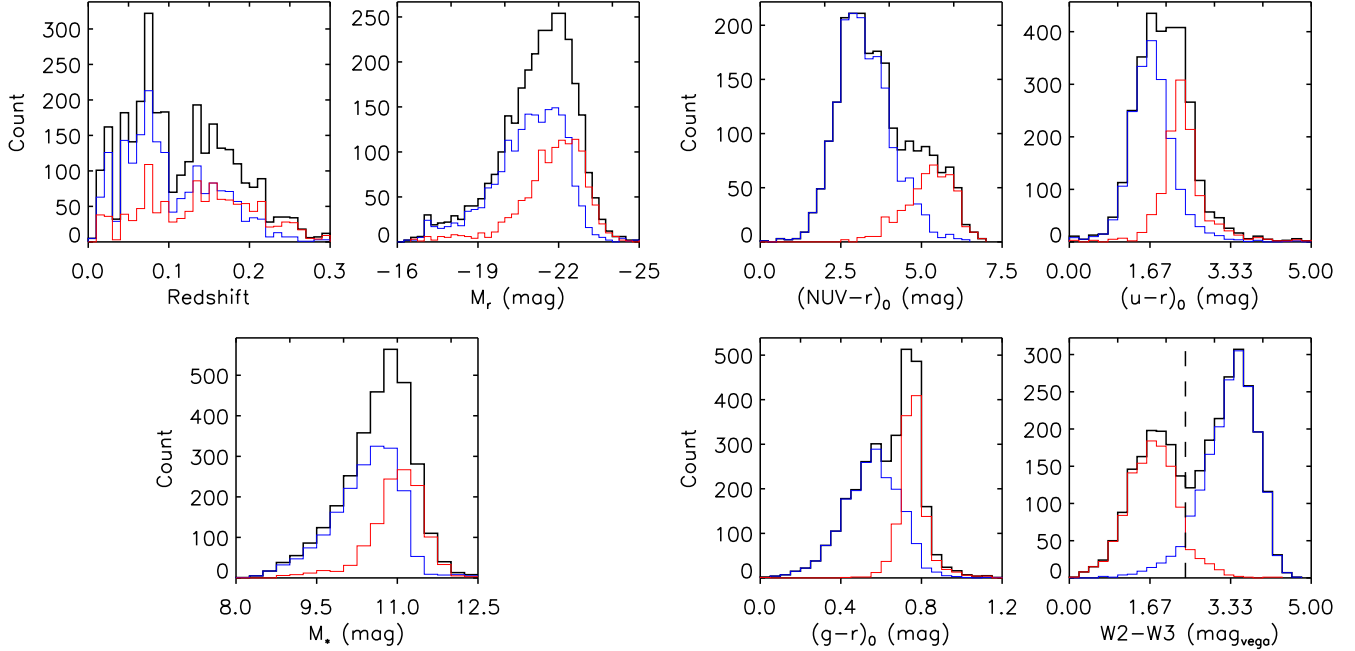 Count
300
250
200
150
100
50
0
0.0 0.1 0.2 0.3
Redshift
250
200
150
100
50
0
−16 −19 −22 −25
M_r (mag)
Count
200
150
100
50
0
0.0 2.5 5.0 7.5
(NUV−r)_0 (mag)
400
300
200
100
0
0.00 1.67 3.33 5.00
(u−r)_0 (mag)
Count
500
400
300
200
100
0
8.0 9.5 11.0 12.5
M_* (mag)
Count
500
400
300
200
100
0
0.0 0.4 0.8 1.2
(g−r)_0 (mag)
300
250
200
150
100
50
0
0.00 1.67 3.33 5.00
W2−W3 (mag_vega)